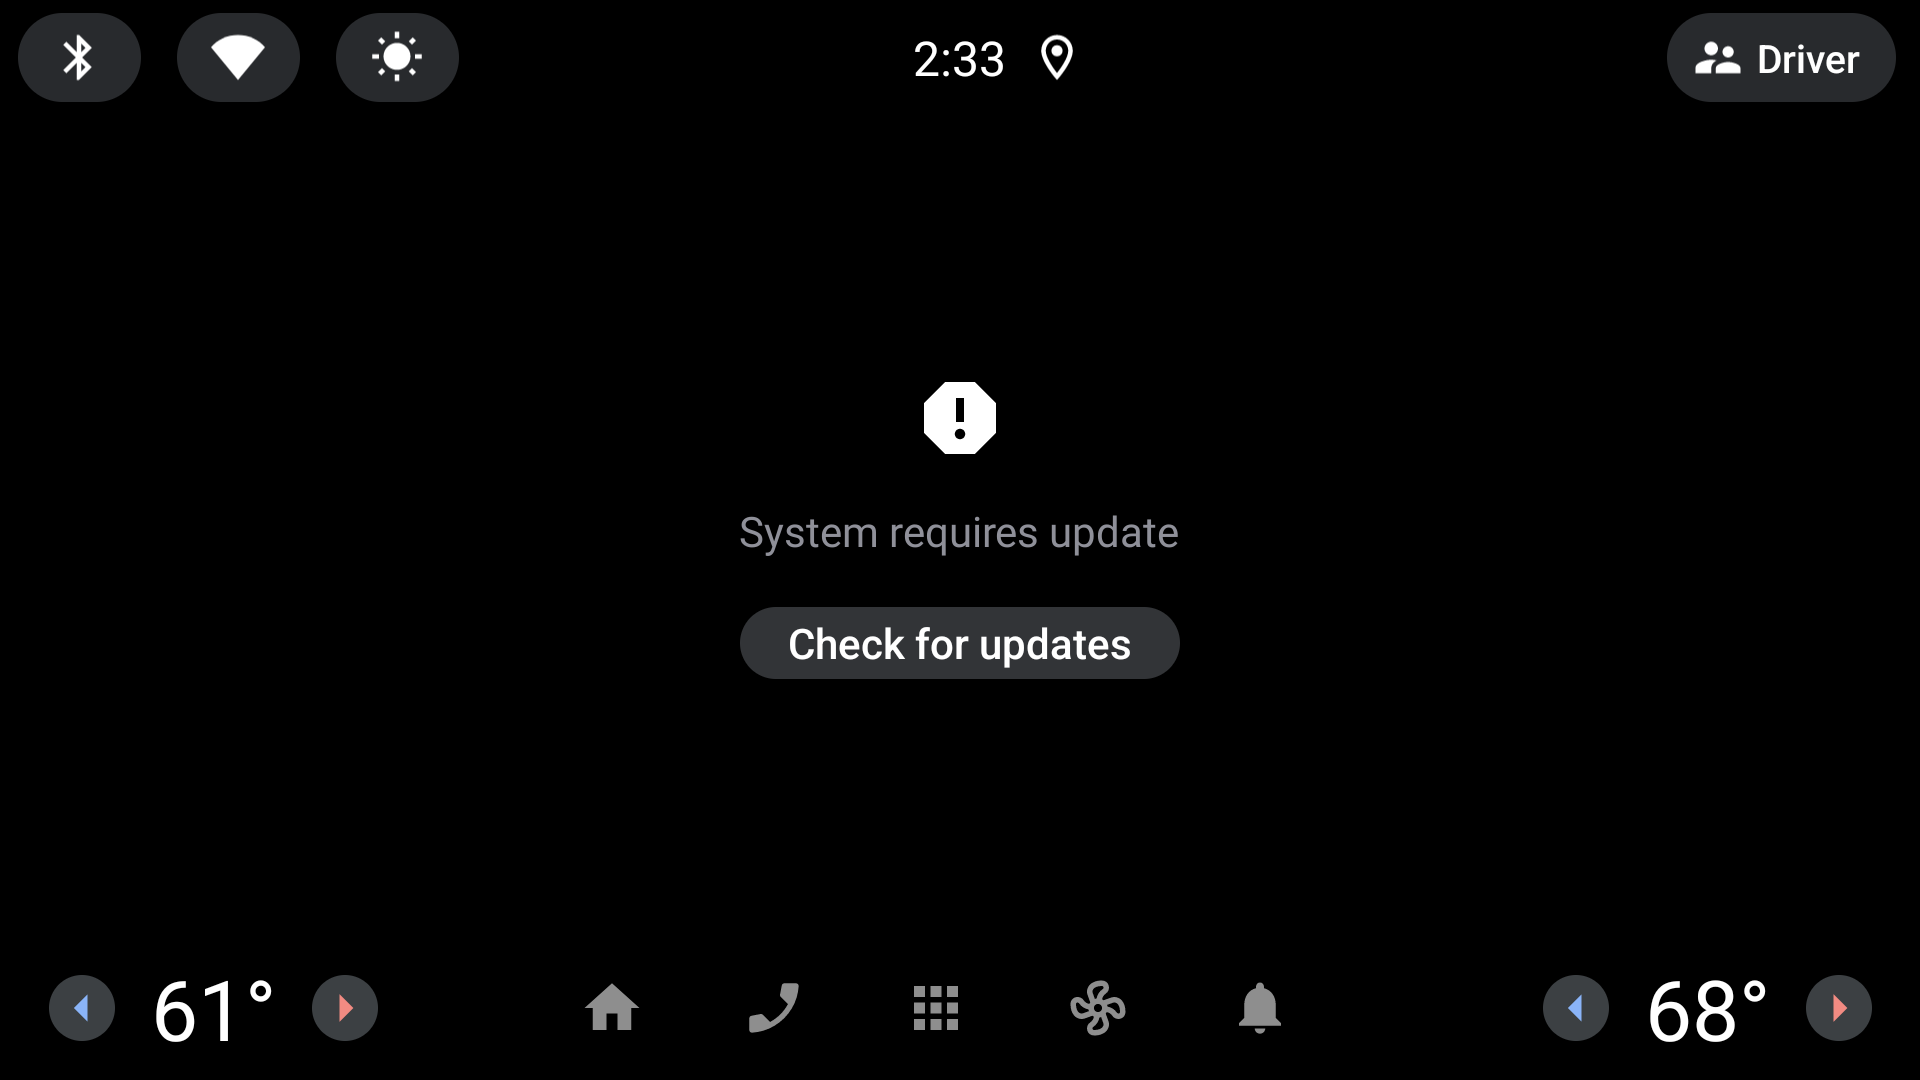 2:33
Driver
System requires update
Check for updates
61°
68°